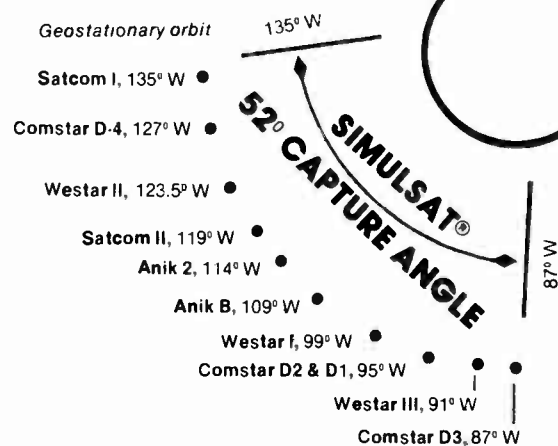 Geostationary orbit
135° W
Satcom I, 135° W
Comstar D-4, 127° W
Westar II, 123.5° W
Satcom II, 119° W
Anik 2, 114° W
Anik B, 109° W
Westar I, 99° W
Comstar D2 & D1, 95° W
Westar III, 91° W
Comstar D3, 87° W
SIMULSAT®
52° CAPTURE ANGLE
87° W